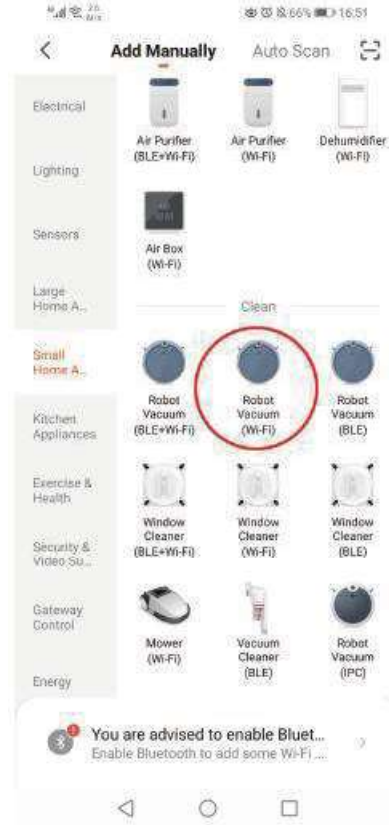 66% 16:51
Add Manually Auto Scan
Electrical
Lighting
Sensors
Large
Home A...
Small
Home A...
Kitchen
Appliances
Exercise &
Health
Security &
Video Su...
Gateway
Control
Energy
Air Purifier
(BLE+Wi-Fi)
Air Purifier
(Wi-Fi)
Dehumidifier
(Wi-Fi)
Air Box
(Wi-Fi)
Clean
Robot
Vacuum
(BLE+Wi-Fi)
Robot
Vacuum
(Wi-Fi)
Robot
Vacuum
(BLE)
Window
Cleaner
(BLE+Wi-Fi)
Window
Cleaner
(Wi-Fi)
Window
Cleaner
(BLE)
Mower
(Wi-Fi)
Vacuum
Cleaner
(BLE)
Robot
Vacuum
(IPC)
You are advised to enable Bluet...
Enable Bluetooth to add some Wi-Fi ...